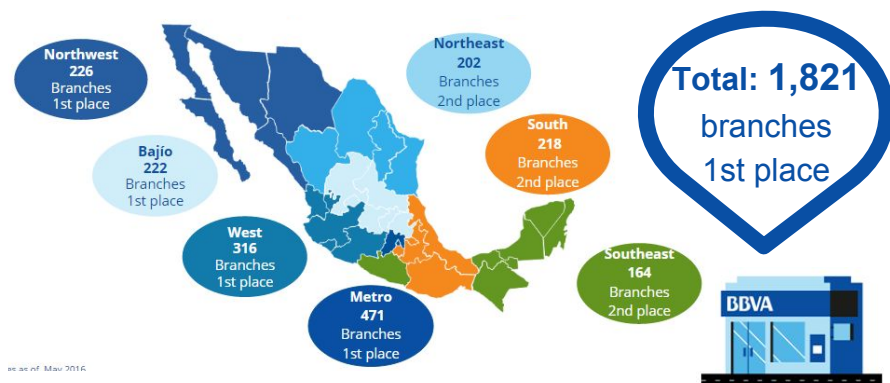 Northwest
226
Branches
1st place
Northeast
202
Branches
2nd place
Total: 1,821
branches
1st place
Bajío
222
Branches
1st place
South
218
Branches
2nd place
West
316
Branches
1st place
Southeast
164
Branches
2nd place
Metro
471
Branches
1st place
BBVA
as of May 2016